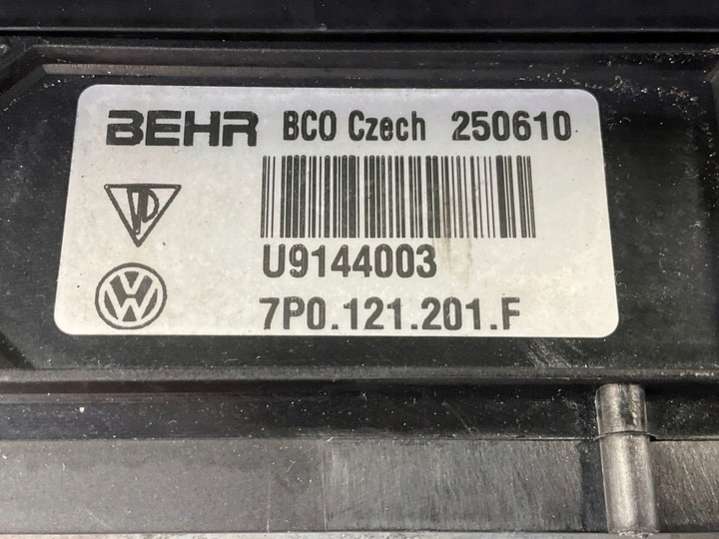 BEHR BCO Czech 250610
U9144003
7P0.121.201.F